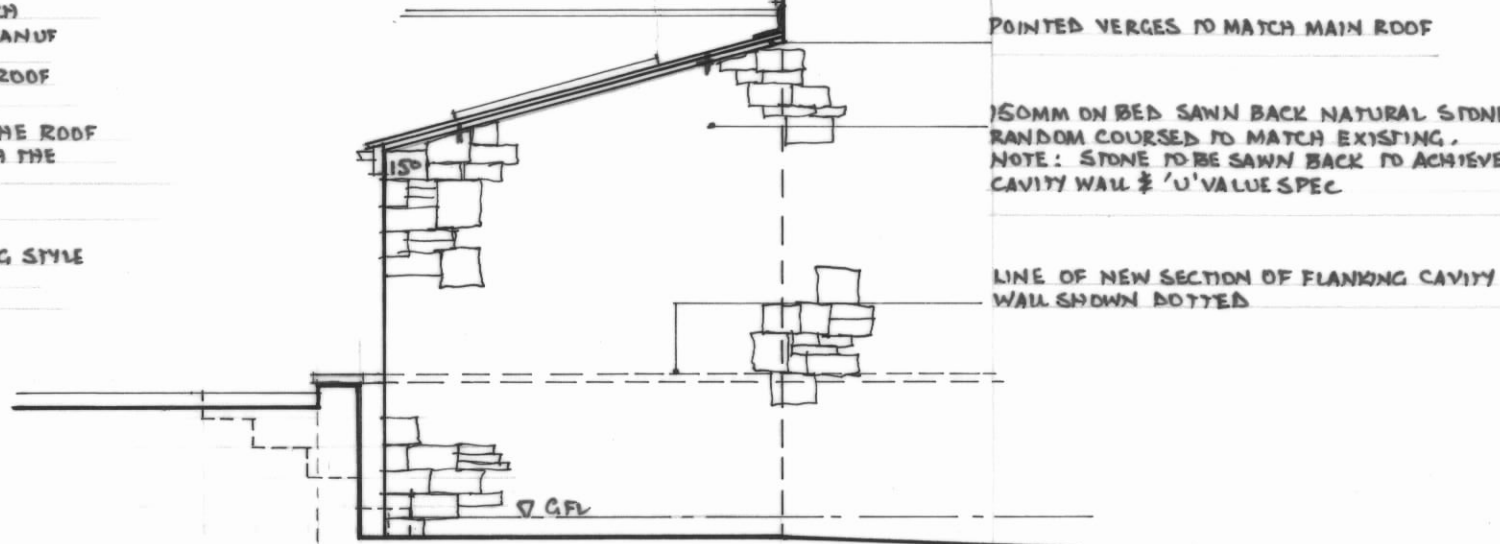 ANUF
ROOF
HE ROOF
THE
G STYLE
POINTED VERGES TO MATCH MAIN ROOF
150MM ON BED SAWN BACK NATURAL STONE
RANDOM COURSED TO MATCH EXISTING.
NOTE: STONE TO BE SAWN BACK TO ACHIEVE
CAVITY WALL & 'U' VALUE SPEC
150
LINE OF NEW SECTION OF FLANKING CAVITY
WALL SHOWN DOTTED
GFL